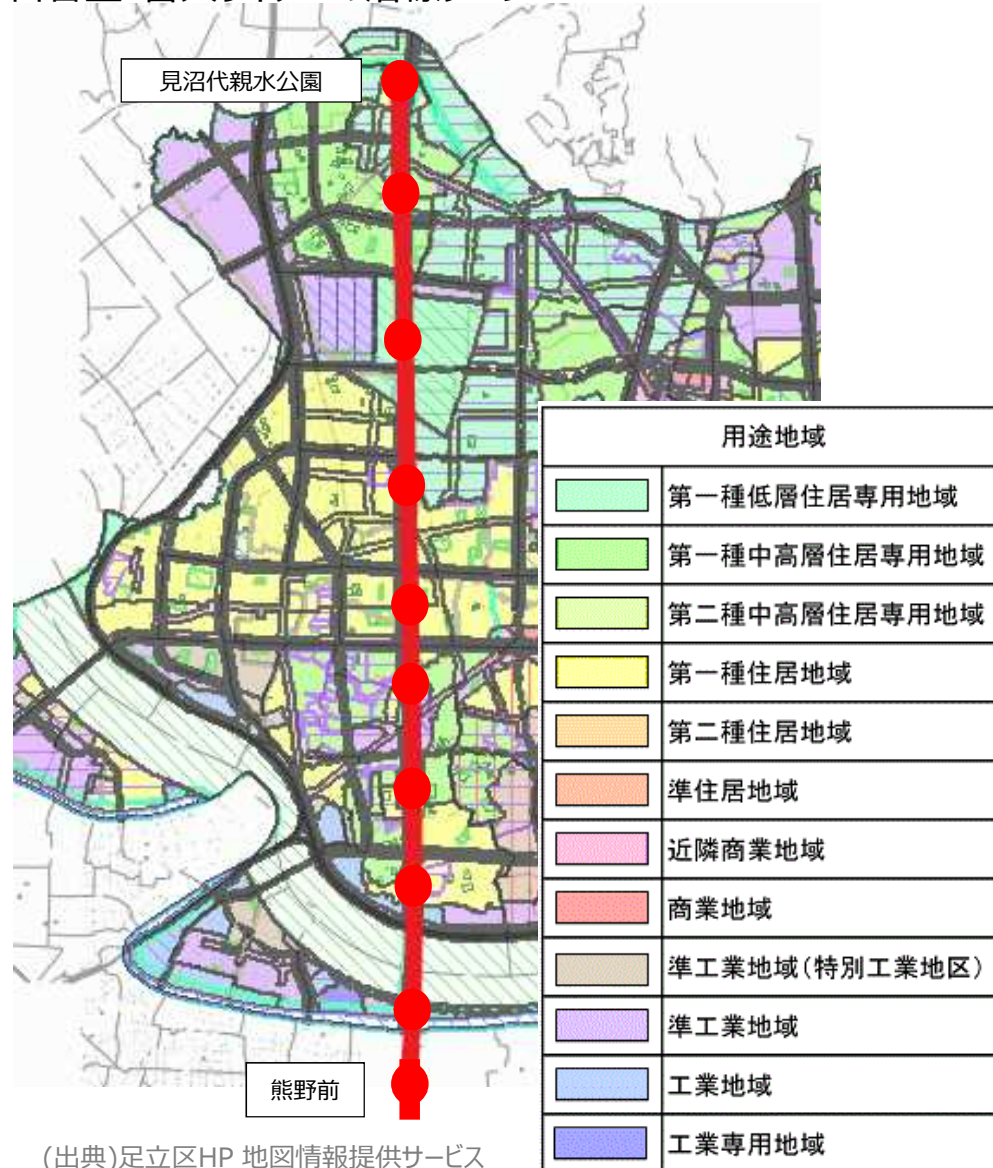 見沼代親水公園
用途地域
第一種低層住居専用地域
第一種中高層住居専用地域
第二種中高層住居専用地域
第一種住居地域
第二種住居地域
準住居地域
近隣商業地域
商業地域
準工業地域(特別工業地区)
準工業地域
工業地域
工業専用地域
熊野前
(出典)足立区HP 地図情報提供サービス